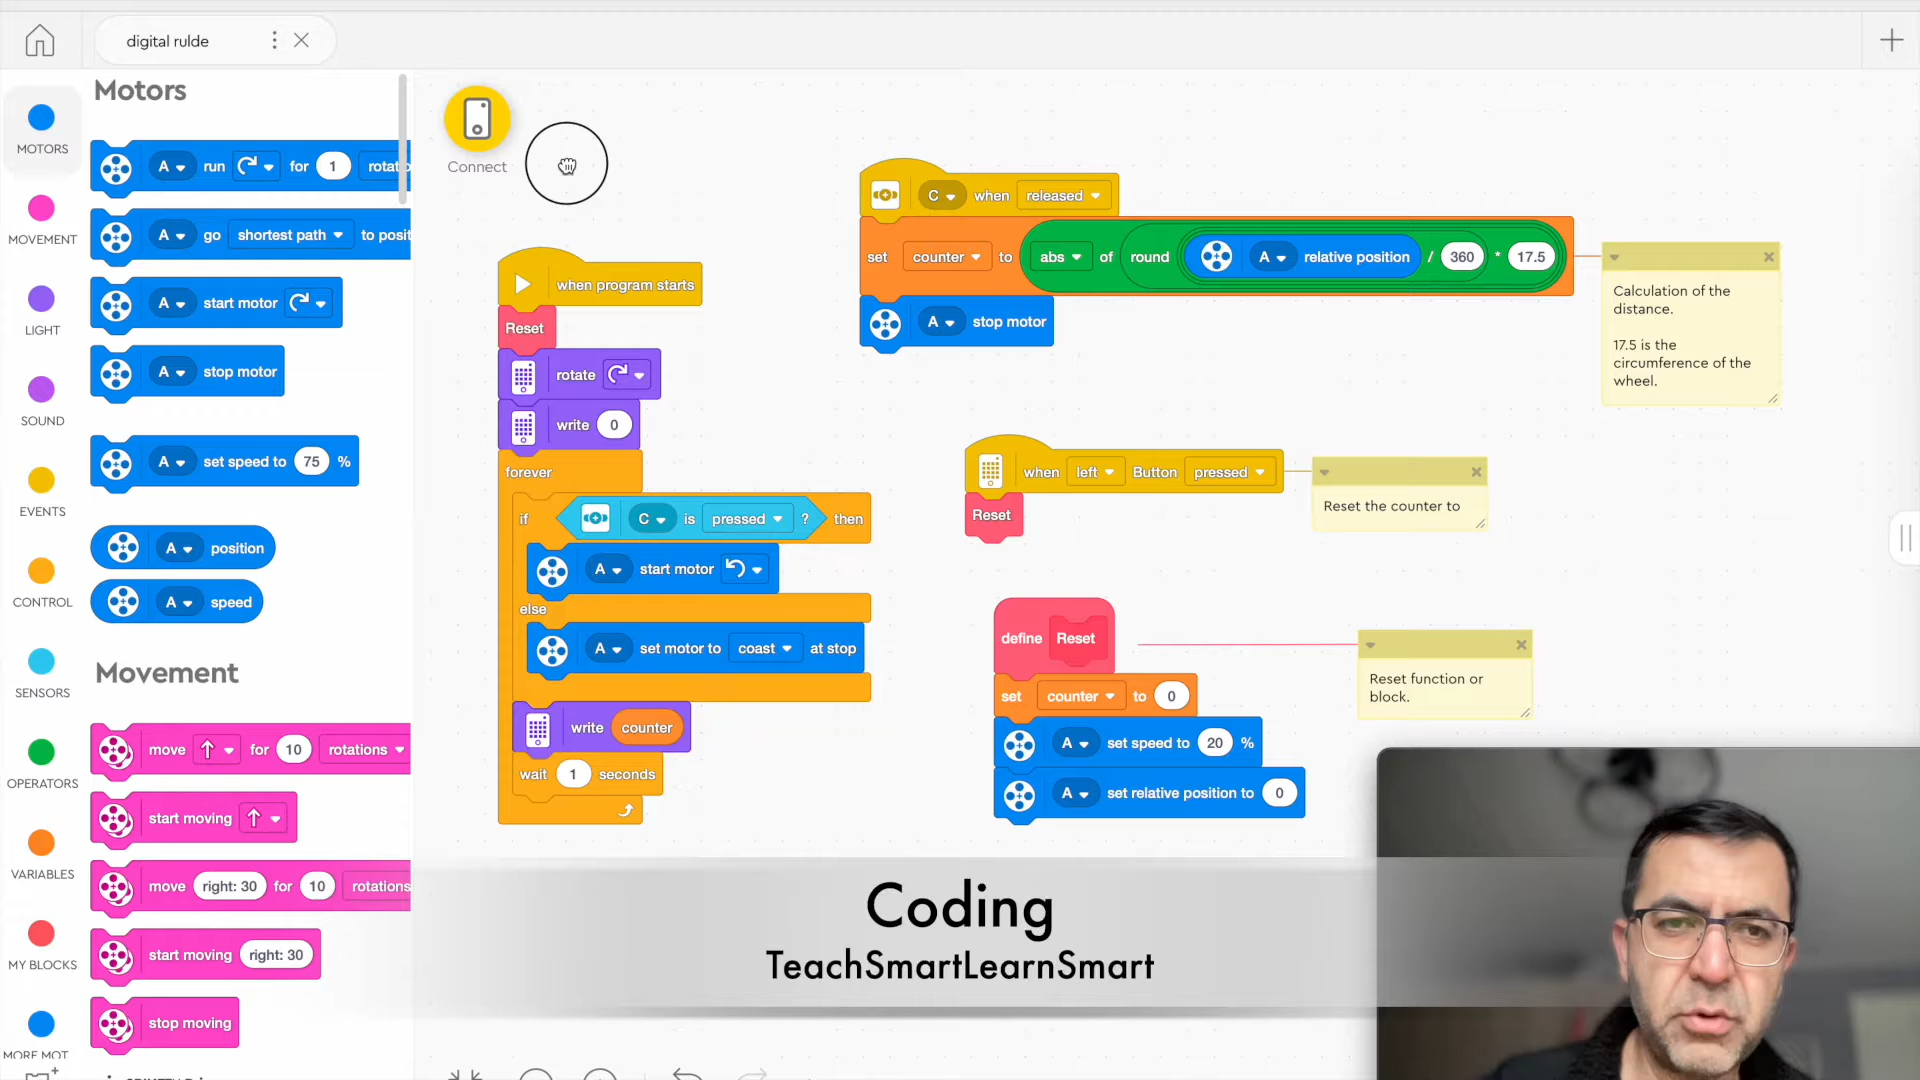 digital rulde
Motors
MOTORS
MOVEMENT
LIGHT
SOUND
EVENTS
CONTROL
SENSORS
OPERATORS
VARIABLES
MY BLOCKS
MORE MOT
A run for 1 rotatio
A go shortest path to posit
A start motor
A stop motor
A set speed to 75 %
A position
A speed
Movement
move for 10 rotations
start moving
move right: 30 for 10 rotations
start moving right: 30
stop moving
Connect
when program starts
Reset
rotate
write 0
forever
if C is pressed ? then
A start motor
else
A set motor to coast at stop
write counter
wait 1 seconds
C when released
set counter to abs of round A relative position / 360 * 17.5
A stop motor
Calculation of the
distance.
17.5 is the
circumference of the
wheel.
when left Button pressed
Reset
Reset the counter to
define Reset
set counter to 0
A set speed to 20 %
A set relative position to 0
Reset function or
block.
Coding
TeachSmartLearnSmart